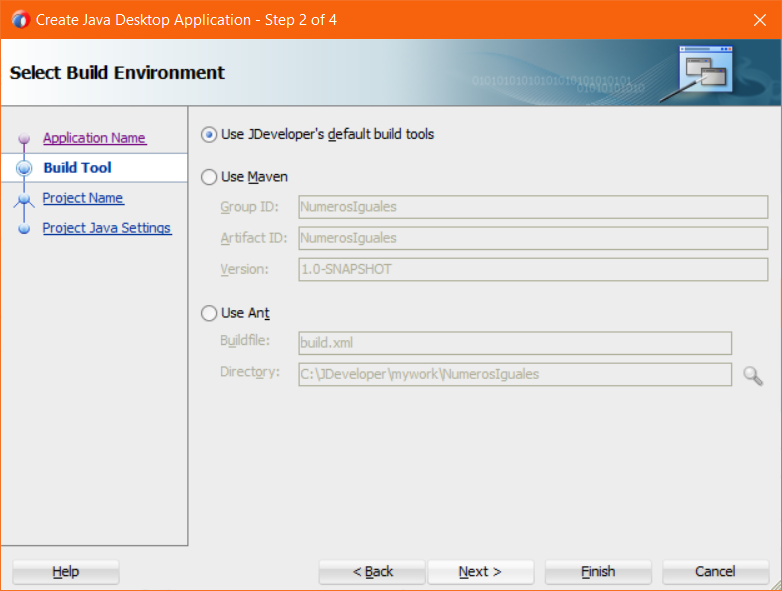 Create Java Desktop Application - Step 2 of 4
Select Build Environment
Application Name
Build Tool
Project Name
Project Java Settings
Use JDeveloper's default build tools
Use Maven
Group ID: NumerosIguales
Artifact ID: NumerosIguales
Version: 1.0-SNAPSHOT
Use Ant
Buildfile: build.xml
Directory: C:\JDeveloper\mywork\NumerosIguales
Help
< Back
Next >
Finish
Cancel